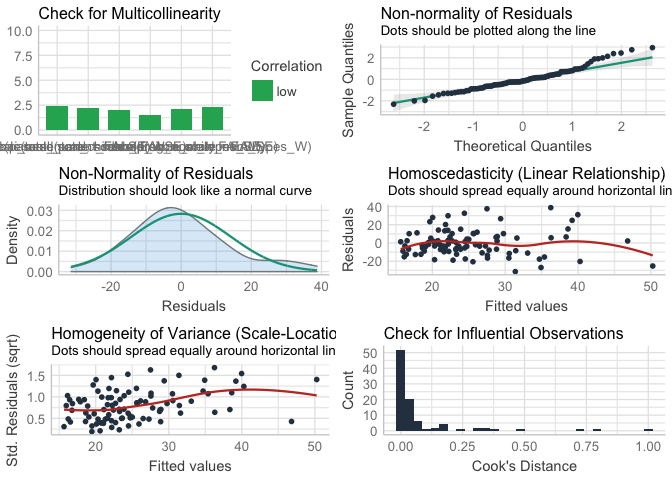 Check for Multicollinearity
10.0
7.5
5.0
2.5
0.0
Correlation
low
Non-normality of Residuals
Dots should be plotted along the line
Sample Quantiles
2
0
-2
-2
-1
0
1
2
Theoretical Quantiles
Non-Normality of Residuals
Distribution should look like a normal curve
Density
0.03
0.02
0.01
0.00
-20
0
20
40
Residuals
Homoscedasticity (Linear Relationship)
Dots should spread equally around horizontal lin
Residuals
40
20
0
-20
20
30
40
50
Fitted values
Homogeneity of Variance (Scale-Locatio
Dots should spread equally around horizontal lin
Std. Residuals (sqrt)
1.5
1.0
0.5
20
30
40
50
Fitted values
Check for Influential Observations
Count
50
40
30
20
10
0
0.00
0.25
0.50
0.75
1.00
Cook's Distance